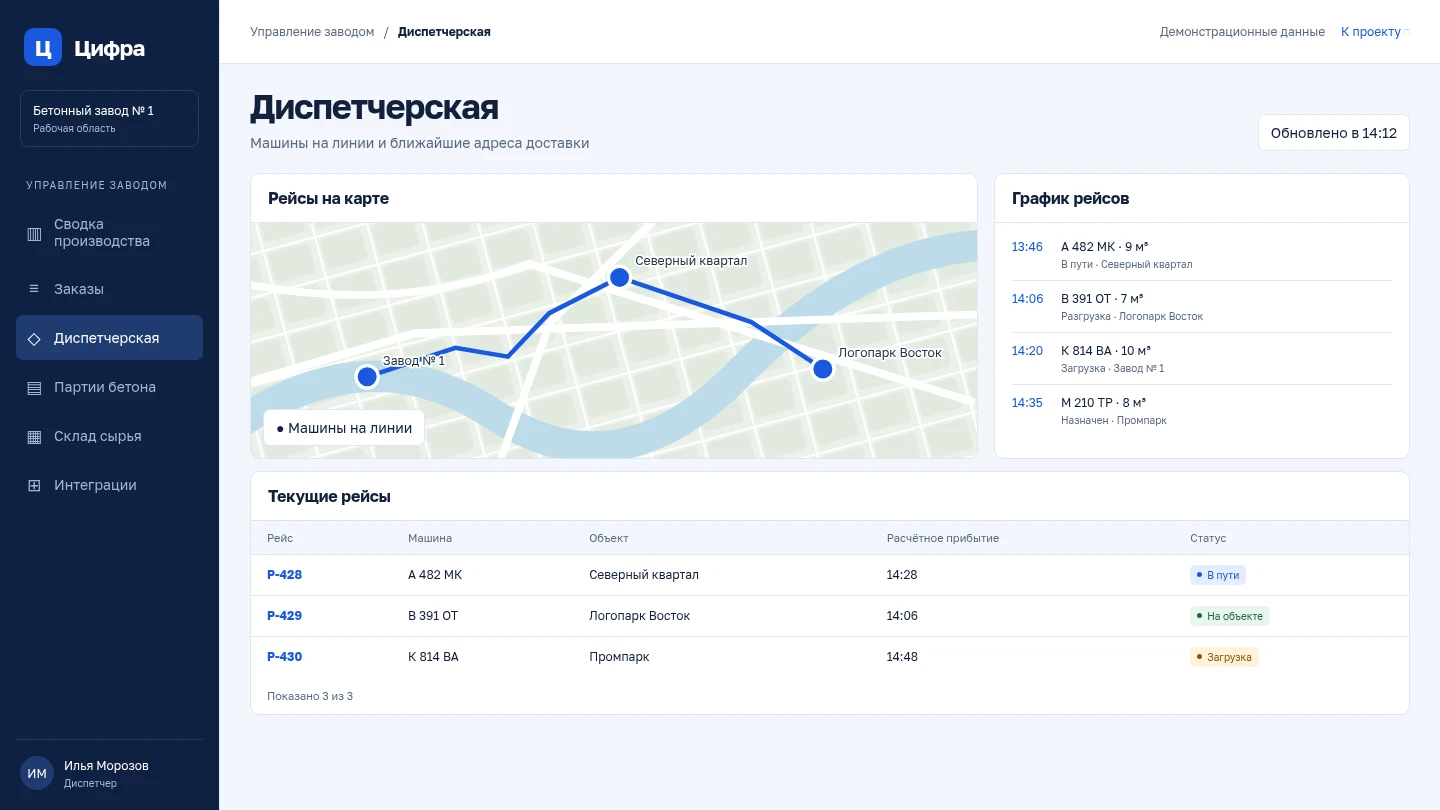 Ц Цифра
Бетонный завод № 1
Рабочая область
УПРАВЛЕНИЕ ЗАВОДОМ
Сводка
производства
Заказы
Диспетчерская
Партии бетона
Склад сырья
Интеграции
ИМ
Илья Морозов
Диспетчер
Управление заводом / Диспетчерская
Демонстрационные данные
К проекту
Диспетчерская
Машины на линии и ближайшие адреса доставки
Обновлено в 14:12
Рейсы на карте
Северный квартал
Логопарк Восток
Завод № 1
● Машины на линии
График рейсов
13:46 А 482 МК · 9 м³
В пути · Северный квартал
14:06 В 391 ОТ · 7 м³
Разгрузка · Логопарк Восток
14:20 К 814 ВА · 10 м³
Загрузка · Завод № 1
14:35 М 210 ТР · 8 м³
Назначен · Промпарк
Текущие рейсы
Рейс Машина Объект Расчётное прибытие Статус
Р-428 А 482 МК Северный квартал 14:28 В пути
Р-429 В 391 ОТ Логопарк Восток 14:06 На объекте
Р-430 К 814 ВА Промпарк 14:48 Загрузка
Показано 3 из 3